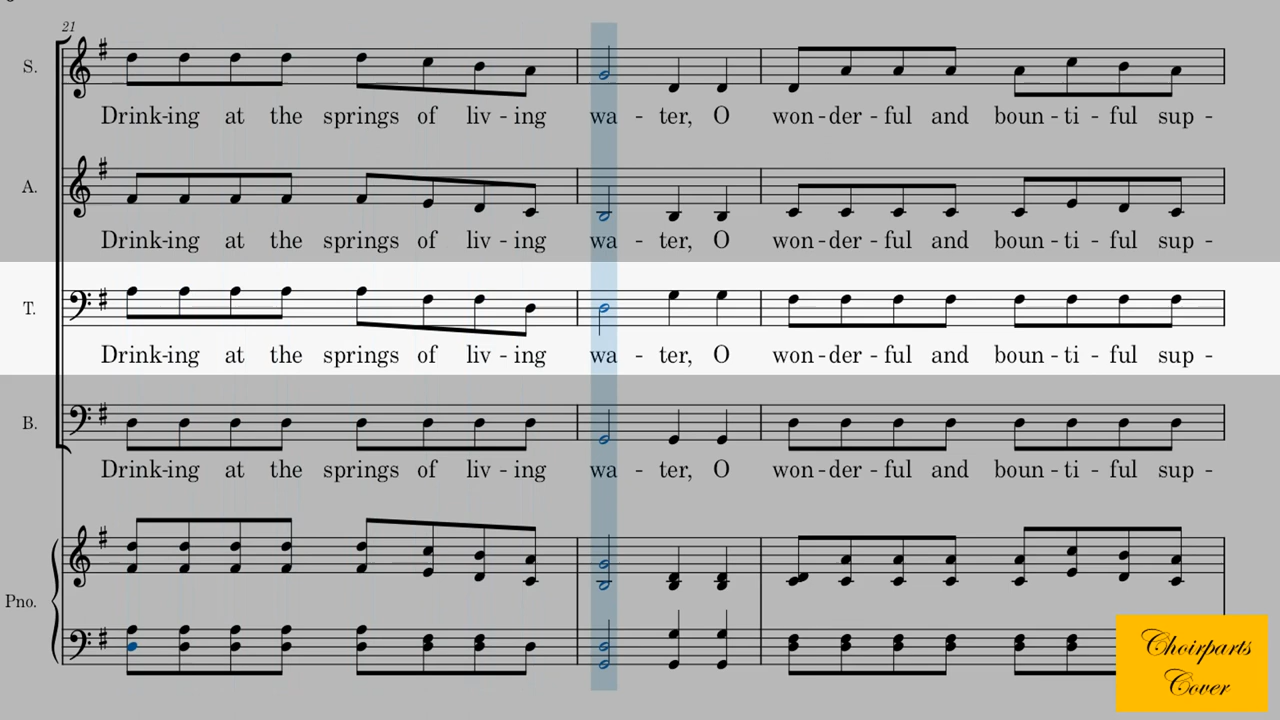 21
S.
Drink-ing at the springs of liv - ing wa - ter, O won - der - ful and boun - ti - ful sup -
A.
Drink-ing at the springs of liv - ing wa - ter, O won - der - ful and boun - ti - ful sup -
T.
Drink-ing at the springs of liv - ing wa - ter, O won - der - ful and boun - ti - ful sup -
B.
Drink-ing at the springs of liv - ing wa - ter, O won - der - ful and boun - ti - ful sup -
Pno.
Choirparts
Cover